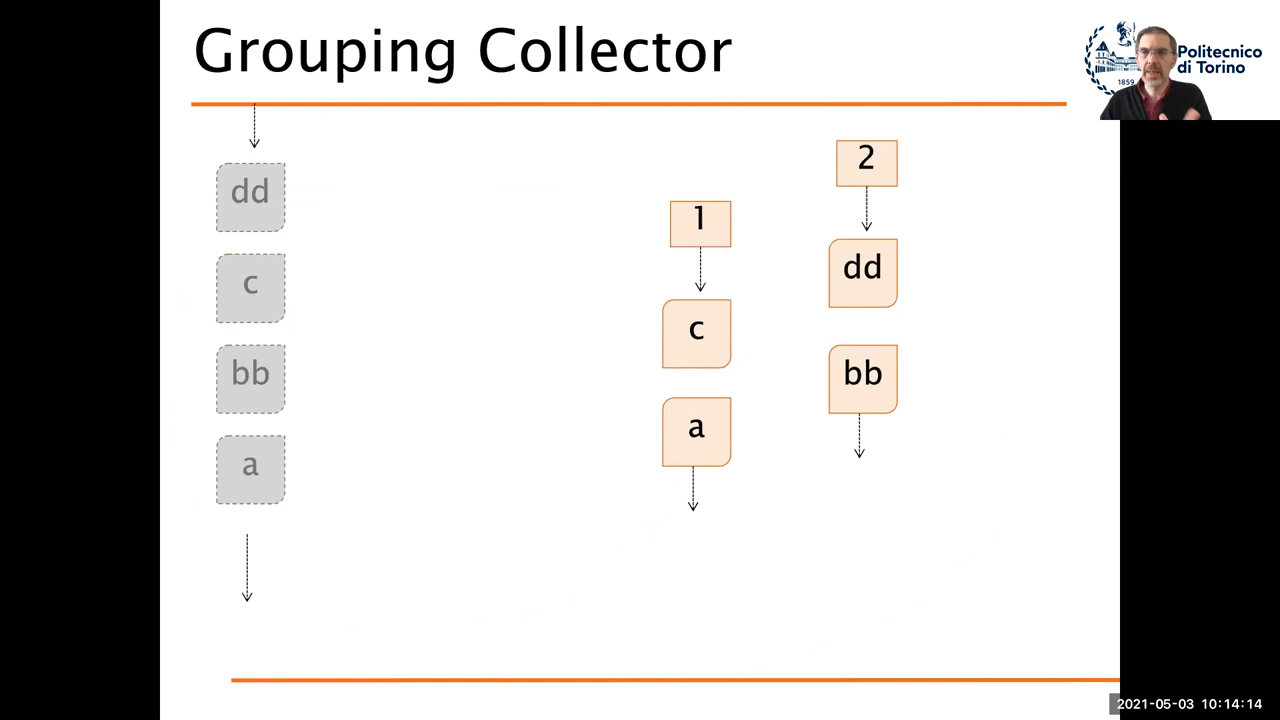 Grouping Collector
Politecnico
di Torino
1859
dd
c
bb
a
1
c
a
2
dd
bb
2021-05-03 10:14:14